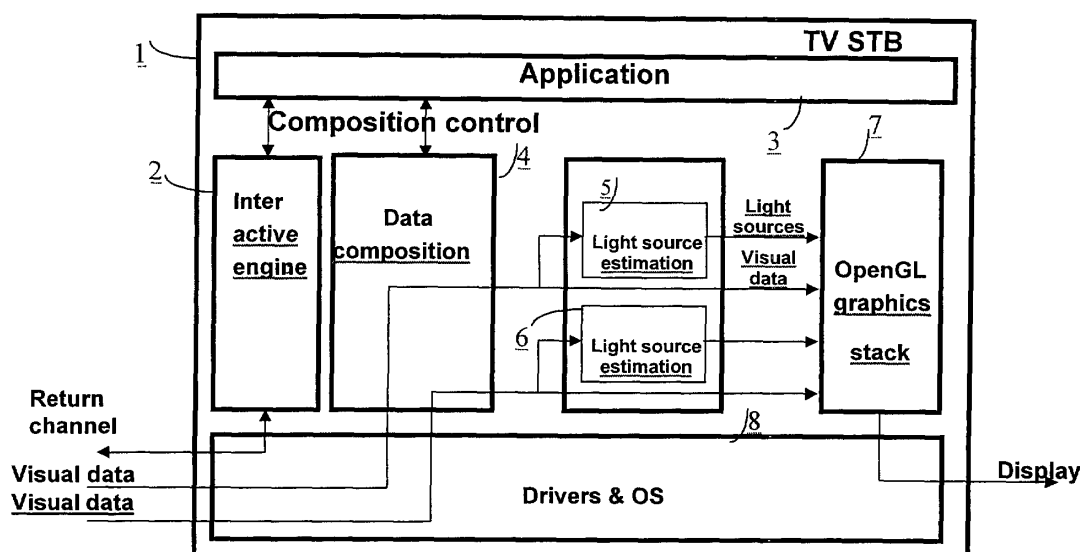 TV STB
1
Application
Composition control
3
7
2
4
Inter
active
engine
Data
composition
5
Light source
estimation
Light
sources
Visual
data
OpenGL
graphics
stack
6
Light source
estimation
8
Return
channel
Visual data
Visual data
Drivers & OS
Display